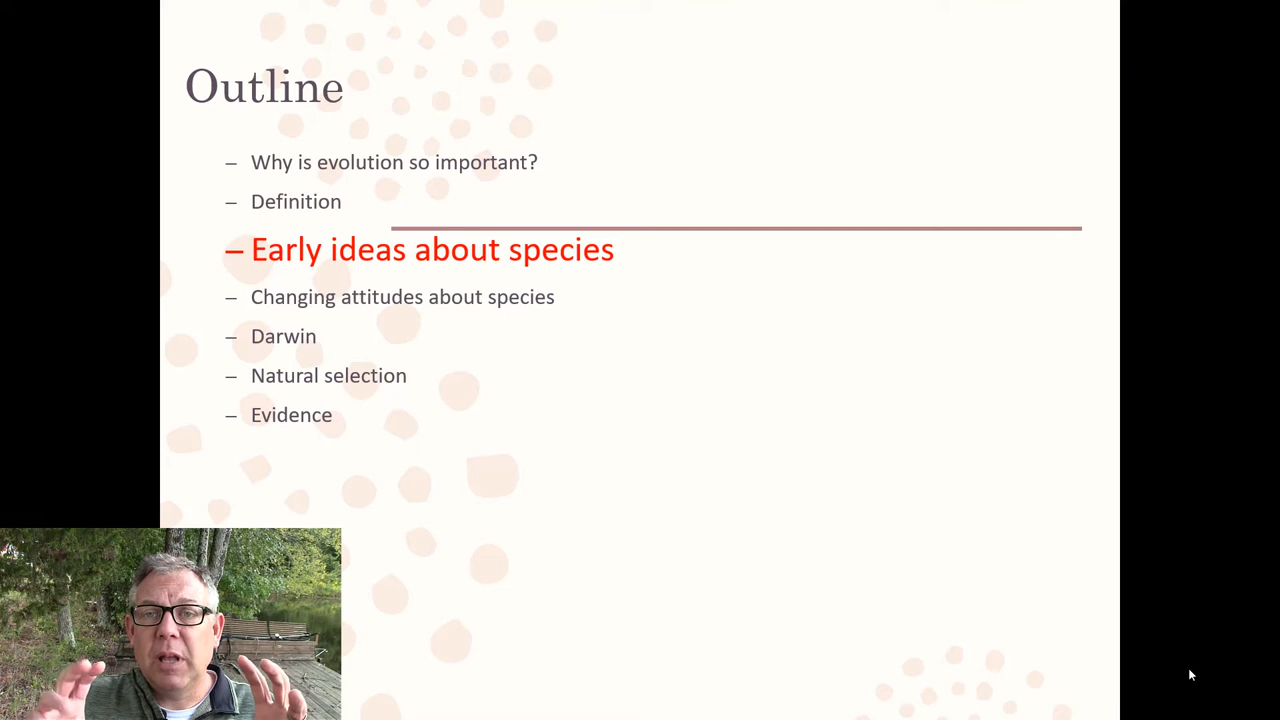 Outline
– Why is evolution so important?
– Definition
– Early ideas about species
– Changing attitudes about species
– Darwin
– Natural selection
– Evidence